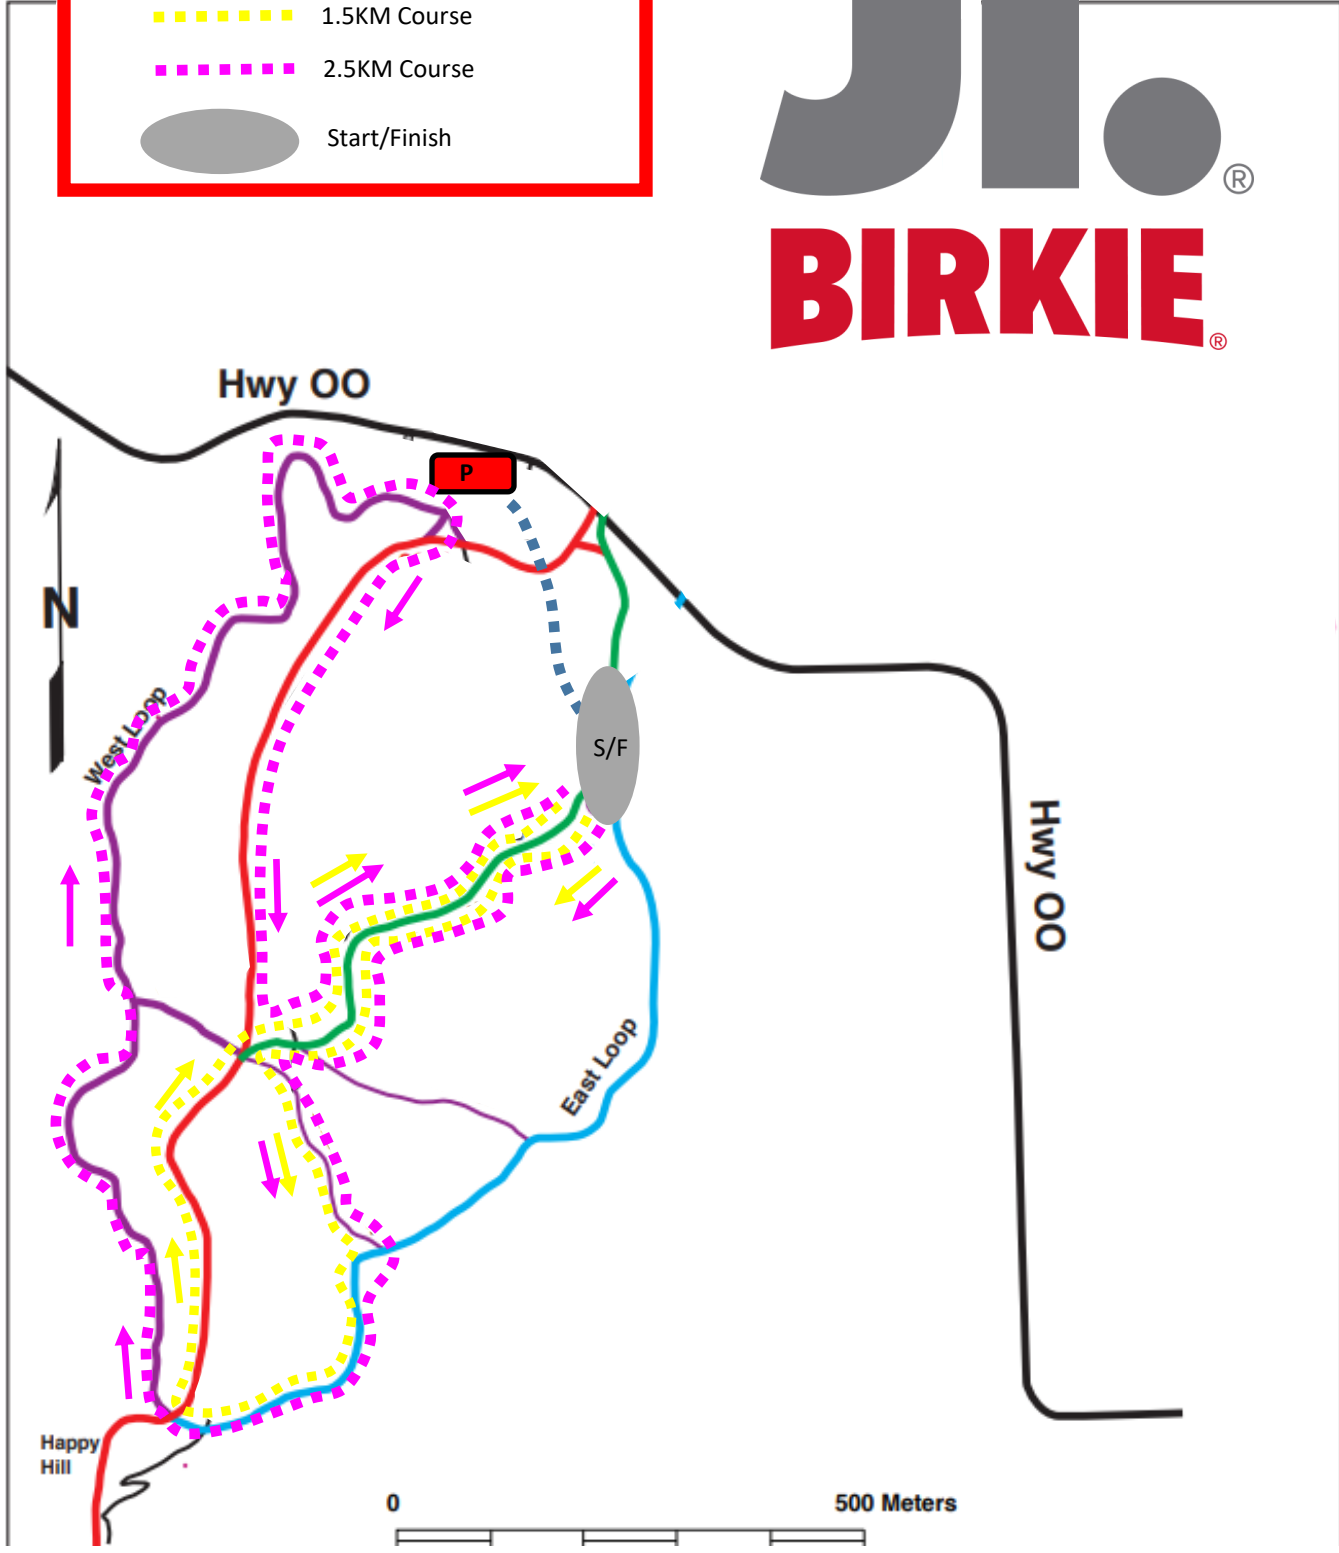 1.5KM Course
2.5KM Course
Start/Finish
®
BIRKIE®
Hwy OO
P
N
West Loop
S/F
Hwy OO
East Loop
Happy
Hill
0
500 Meters